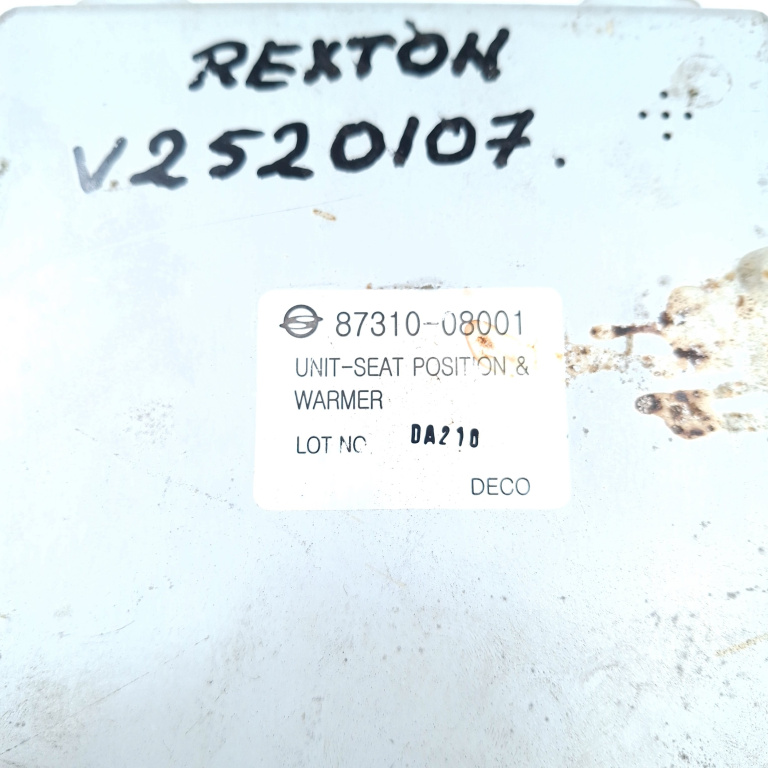 REXTON
V2520107.
87310-08001
UNIT-SEAT POSITION &
WARMER
LOT NO DA210
DECO